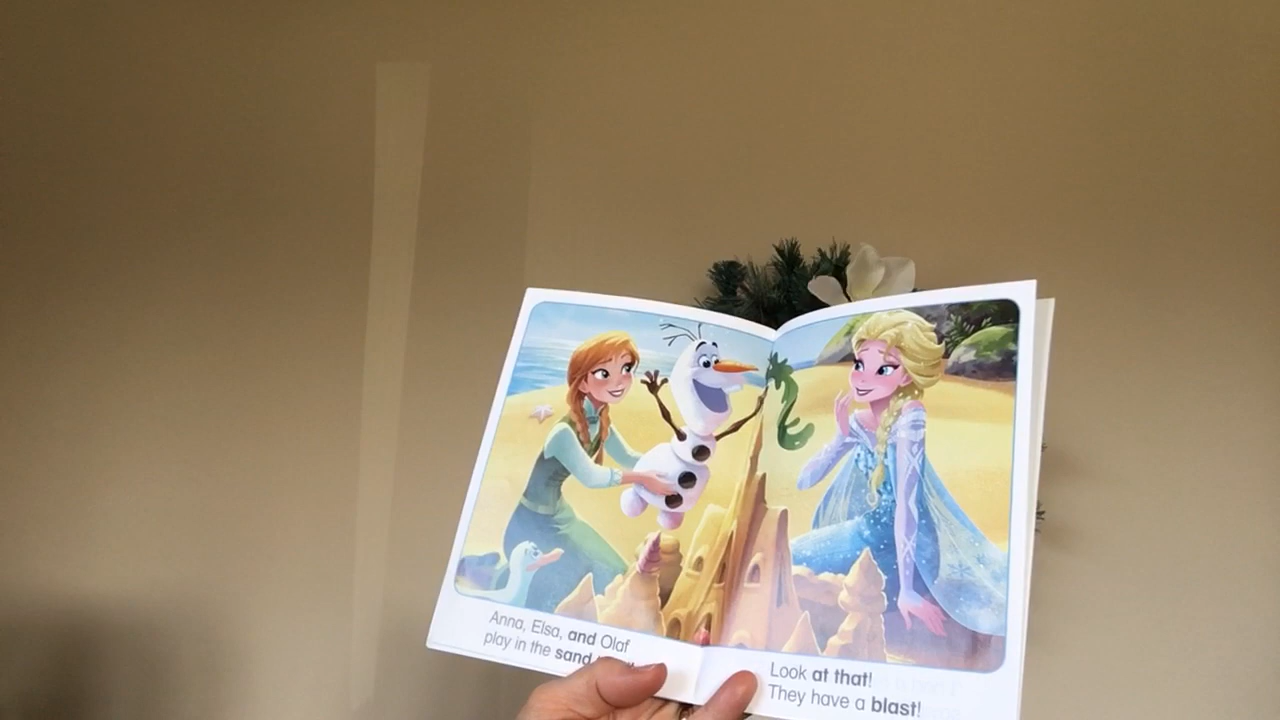 Anna, Elsa, and Olaf
play in the sand
Look at that!
They have a blast!